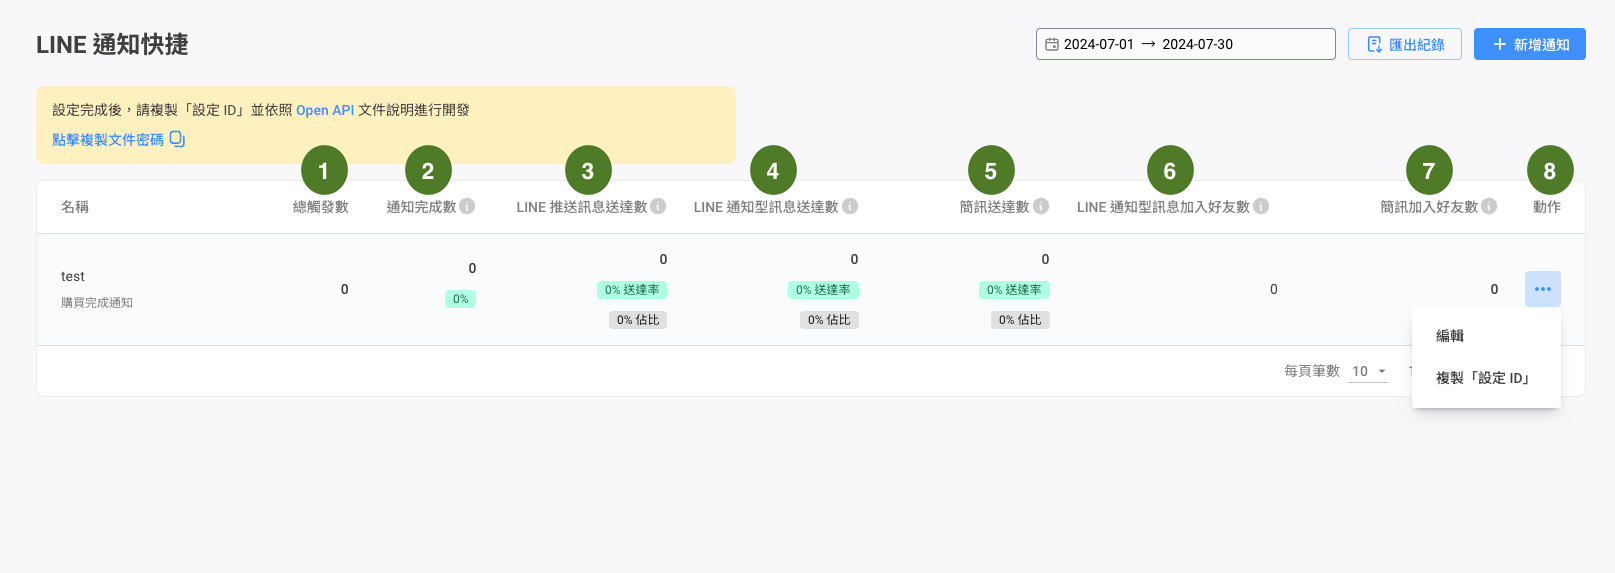 LINE 通知快捷
2024-07-01 → 2024-07-30
匯出紀錄
+ 新增通知
設定完成後，請複製「設定 ID」並依照 Open API 文件說明進行開發
點擊複製文件密碼
1 2 3 4 5 6 7 8
名稱 總觸發數 通知完成數 LINE 推送訊息送達數 LINE 通知型訊息送達數 簡訊送達數 LINE 通知型訊息加入好友數 簡訊加入好友數 動作
test
購買完成通知
0
0
0%
0
0% 送達率
0% 佔比
0
0% 送達率
0% 佔比
0
0% 送達率
0% 佔比
0
0
編輯
複製「設定 ID」
每頁筆數 10